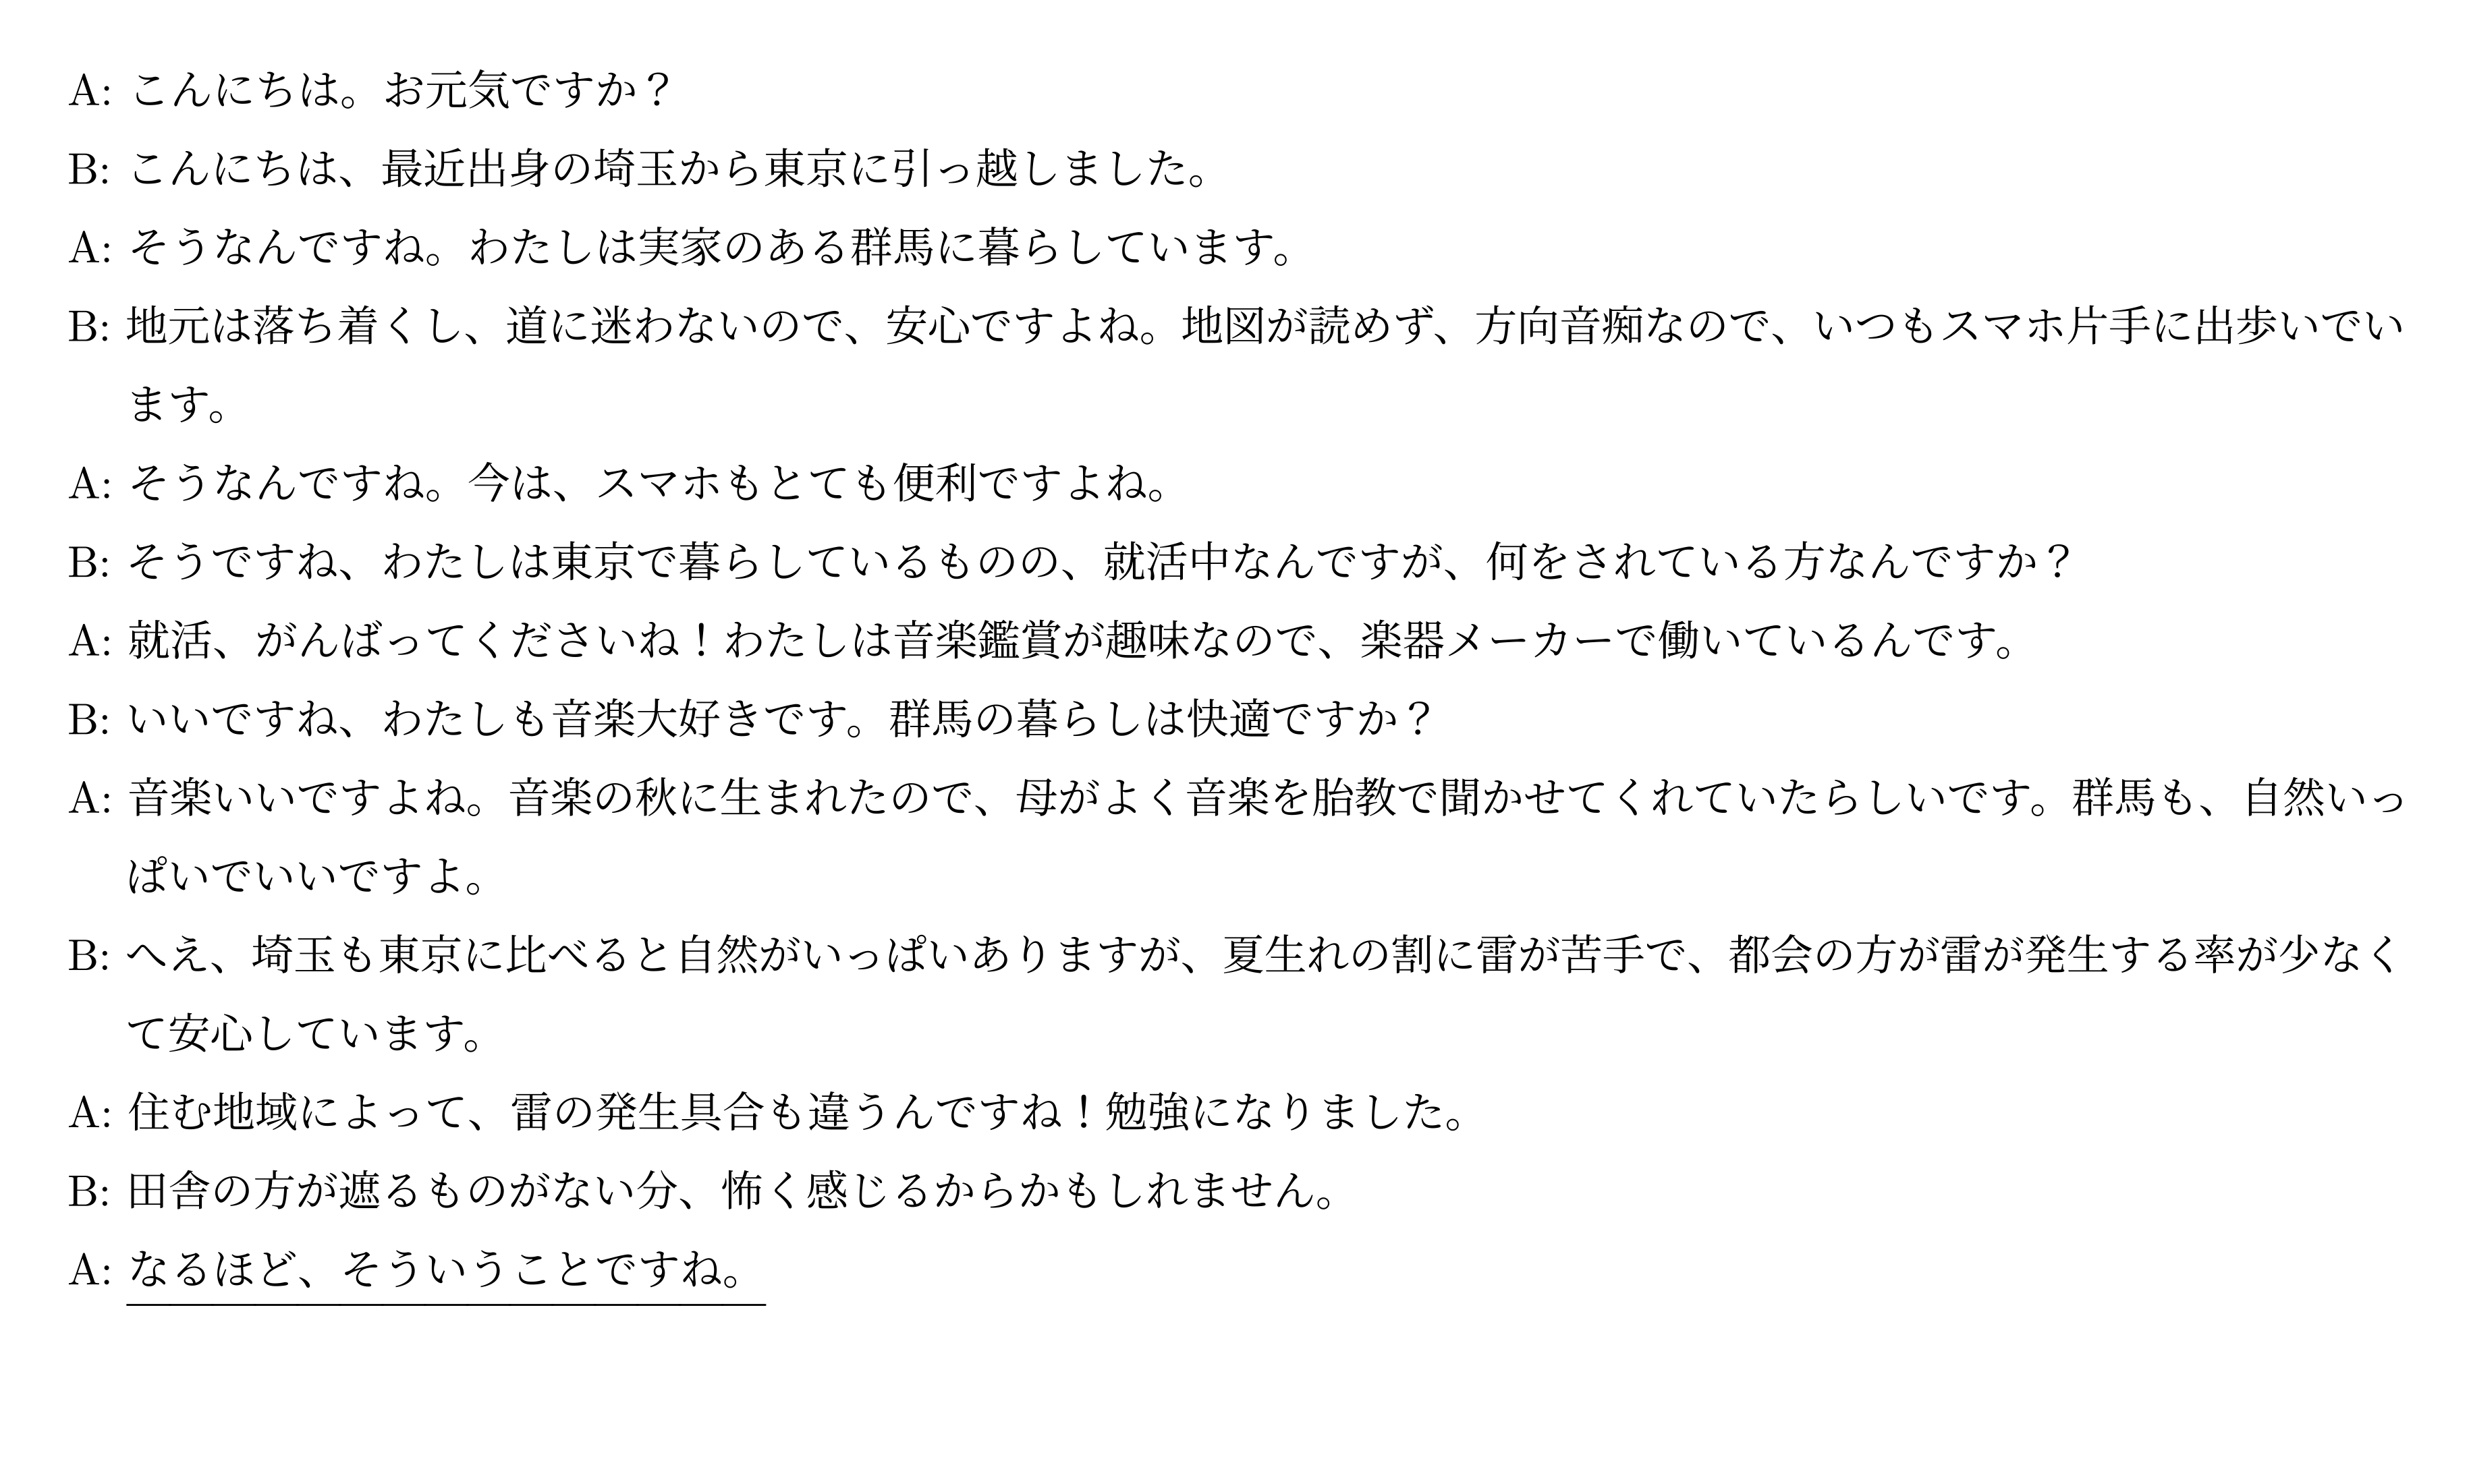 A: こんにちは。お元気ですか？
B: こんにちは、最近出身の埼玉から東京に引っ越しました。
A: そうなんですね。わたしは実家のある群馬に暮らしています。
B: 地元は落ち着くし、道に迷わないので、安心ですよね。地図が読めず、方向音痴なので、いつもスマホ片手に出歩いでい
ます。
A: そうなんですね。今は、スマホもとても便利ですよね。
B: そうですね、わたしは東京で暮らしているものの、就活中なんですが、何をされている方なんですか？
A: 就活、がんばってくださいね！わたしは音楽鑑賞が趣味なので、楽器メーカーで働いているんです。
B: いいですね、わたしも音楽大好きです。群馬の暮らしは快適ですか？
A: 音楽いいですよね。音楽の秋に生まれたので、母がよく音楽を胎教で聞かせてくれていたらしいです。群馬も、自然いっ
ぱいでいいですよ。
B: へえ、埼玉も東京に比べると自然がいっぱいありますが、夏生れの割に雷が苦手で、都会の方が雷が発生する率が少なく
て安心しています。
A: 住む地域によって、雷の発生具合も違うんですね！勉強になりました。
B: 田舎の方が遮るものがない分、怖く感じるからかもしれません。
A: なるほど、そういうことですね。